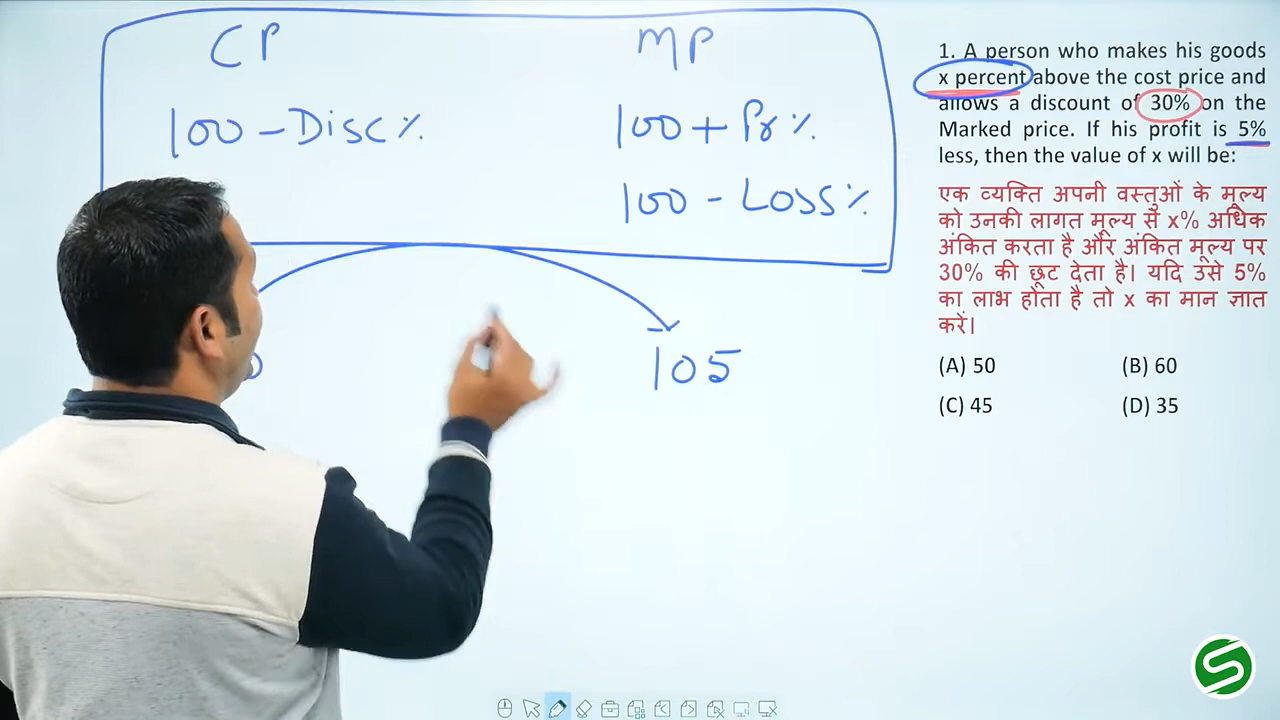 CP
MP
100 - Disc%
100 + Pr%
100 - Loss%
105
1. A person who makes his goods
x percent above the cost price and
allows a discount of 30% on the
Marked price. If his profit is 5%
less, then the value of x will be:
एक व्यक्ति अपनी वस्तुओं के मूल्य
को उनकी लागत मूल्य से x% अधिक
अंकित करता है और अंकित मूल्य पर
30% की छूट देता है। यदि उसे 5%
का लाभ होता है तो x का मान ज्ञात
करें।
(A) 50
(B) 60
(C) 45
(D) 35